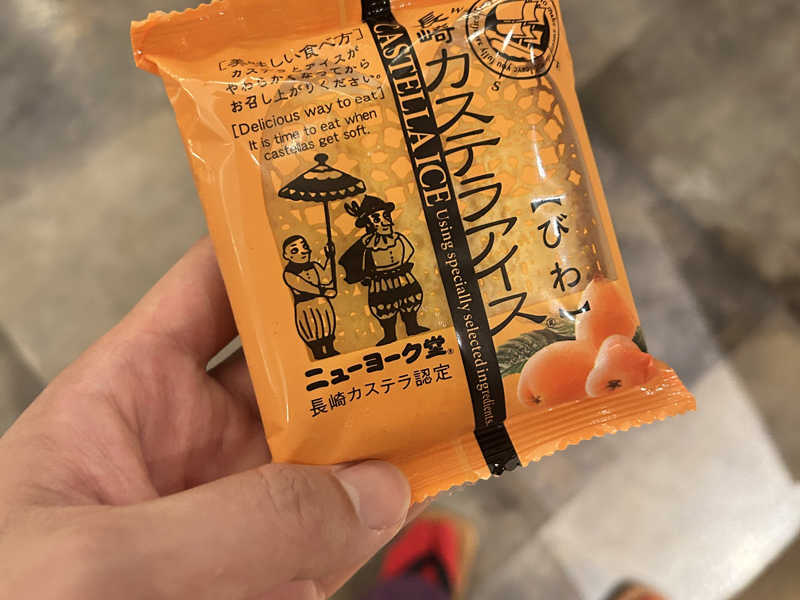 [美味しい食べ方]
カステラとアイスが
やわらかくなってから
お召し上がりください。
[Delicious way to eat]
It is time to eat when
castellas get soft.
CASTELLA ICE Using specially selected ingredients.
長崎カステラアイス®
【びわ】
ニューヨーク堂®
長崎カステラ認定